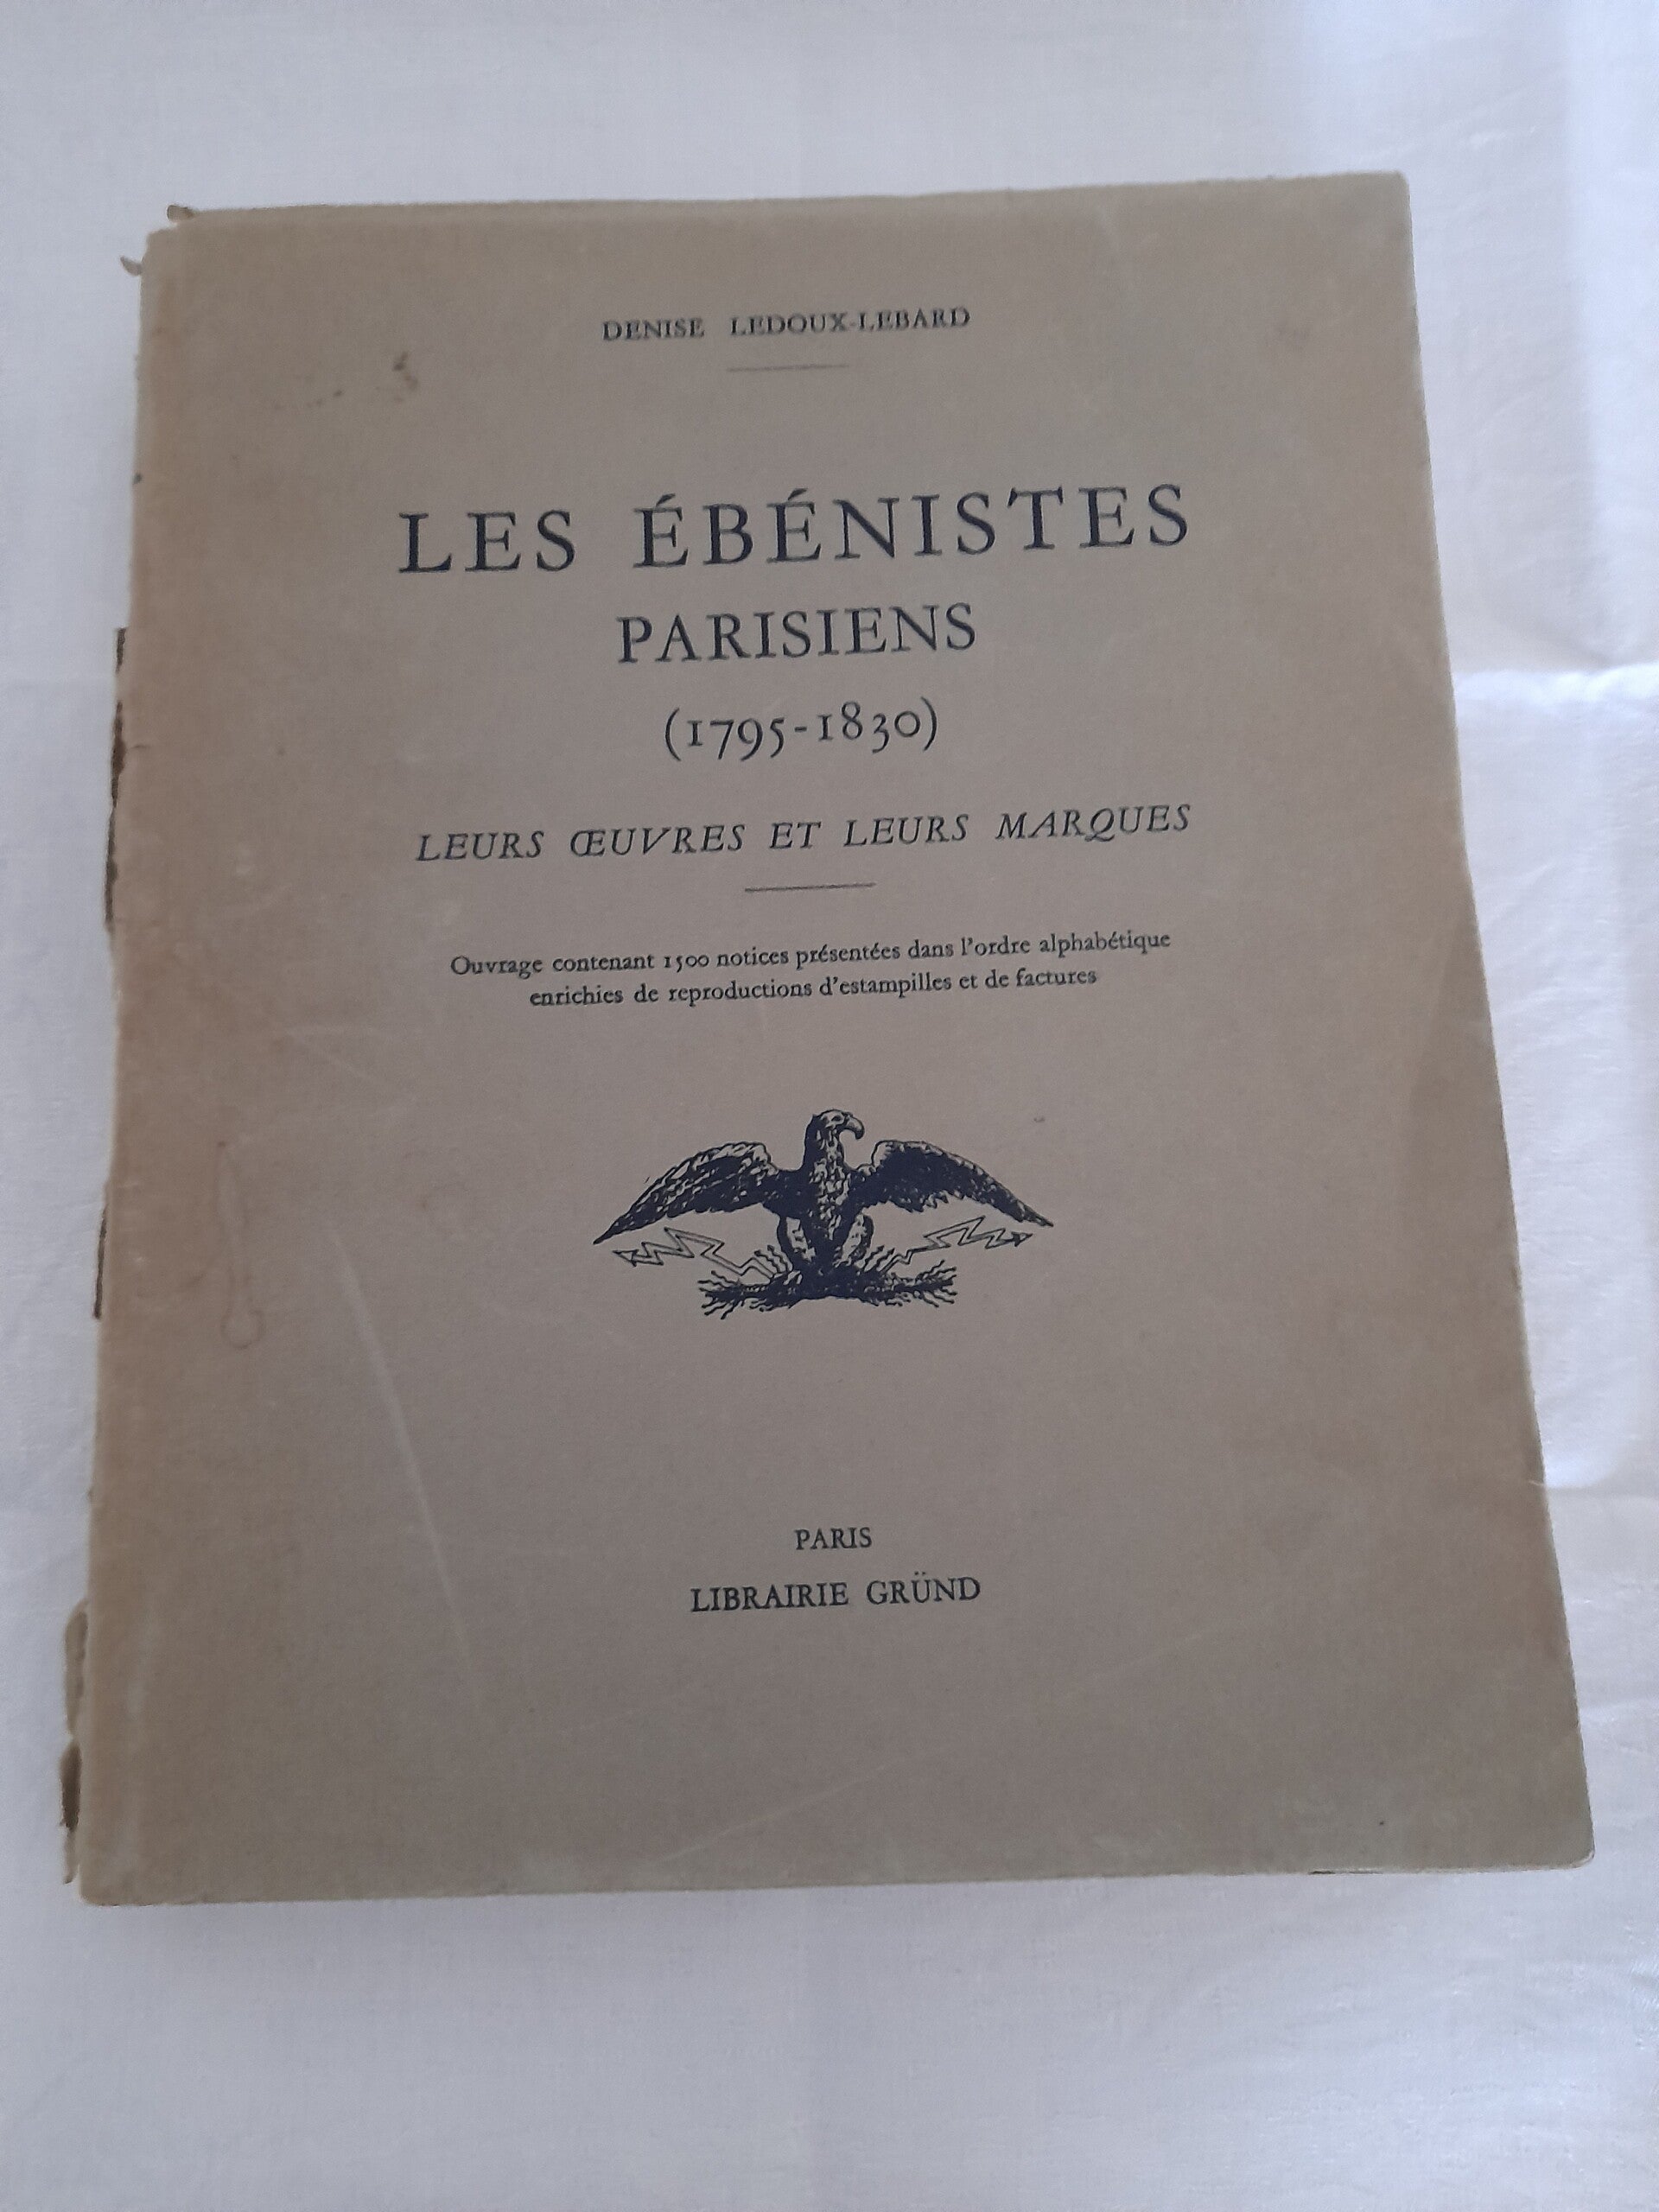 DENISE LEDOUX-LEBARD
LES ÉBÉNISTES
PARISIENS
(1795-1830)
LEURS ŒUVRES ET LEURS MARQUES
Ouvrage contenant 1500 notices présentées dans l'ordre alphabétique
enrichies de reproductions d'estampilles et de factures
PARIS
LIBRAIRIE GRÜND